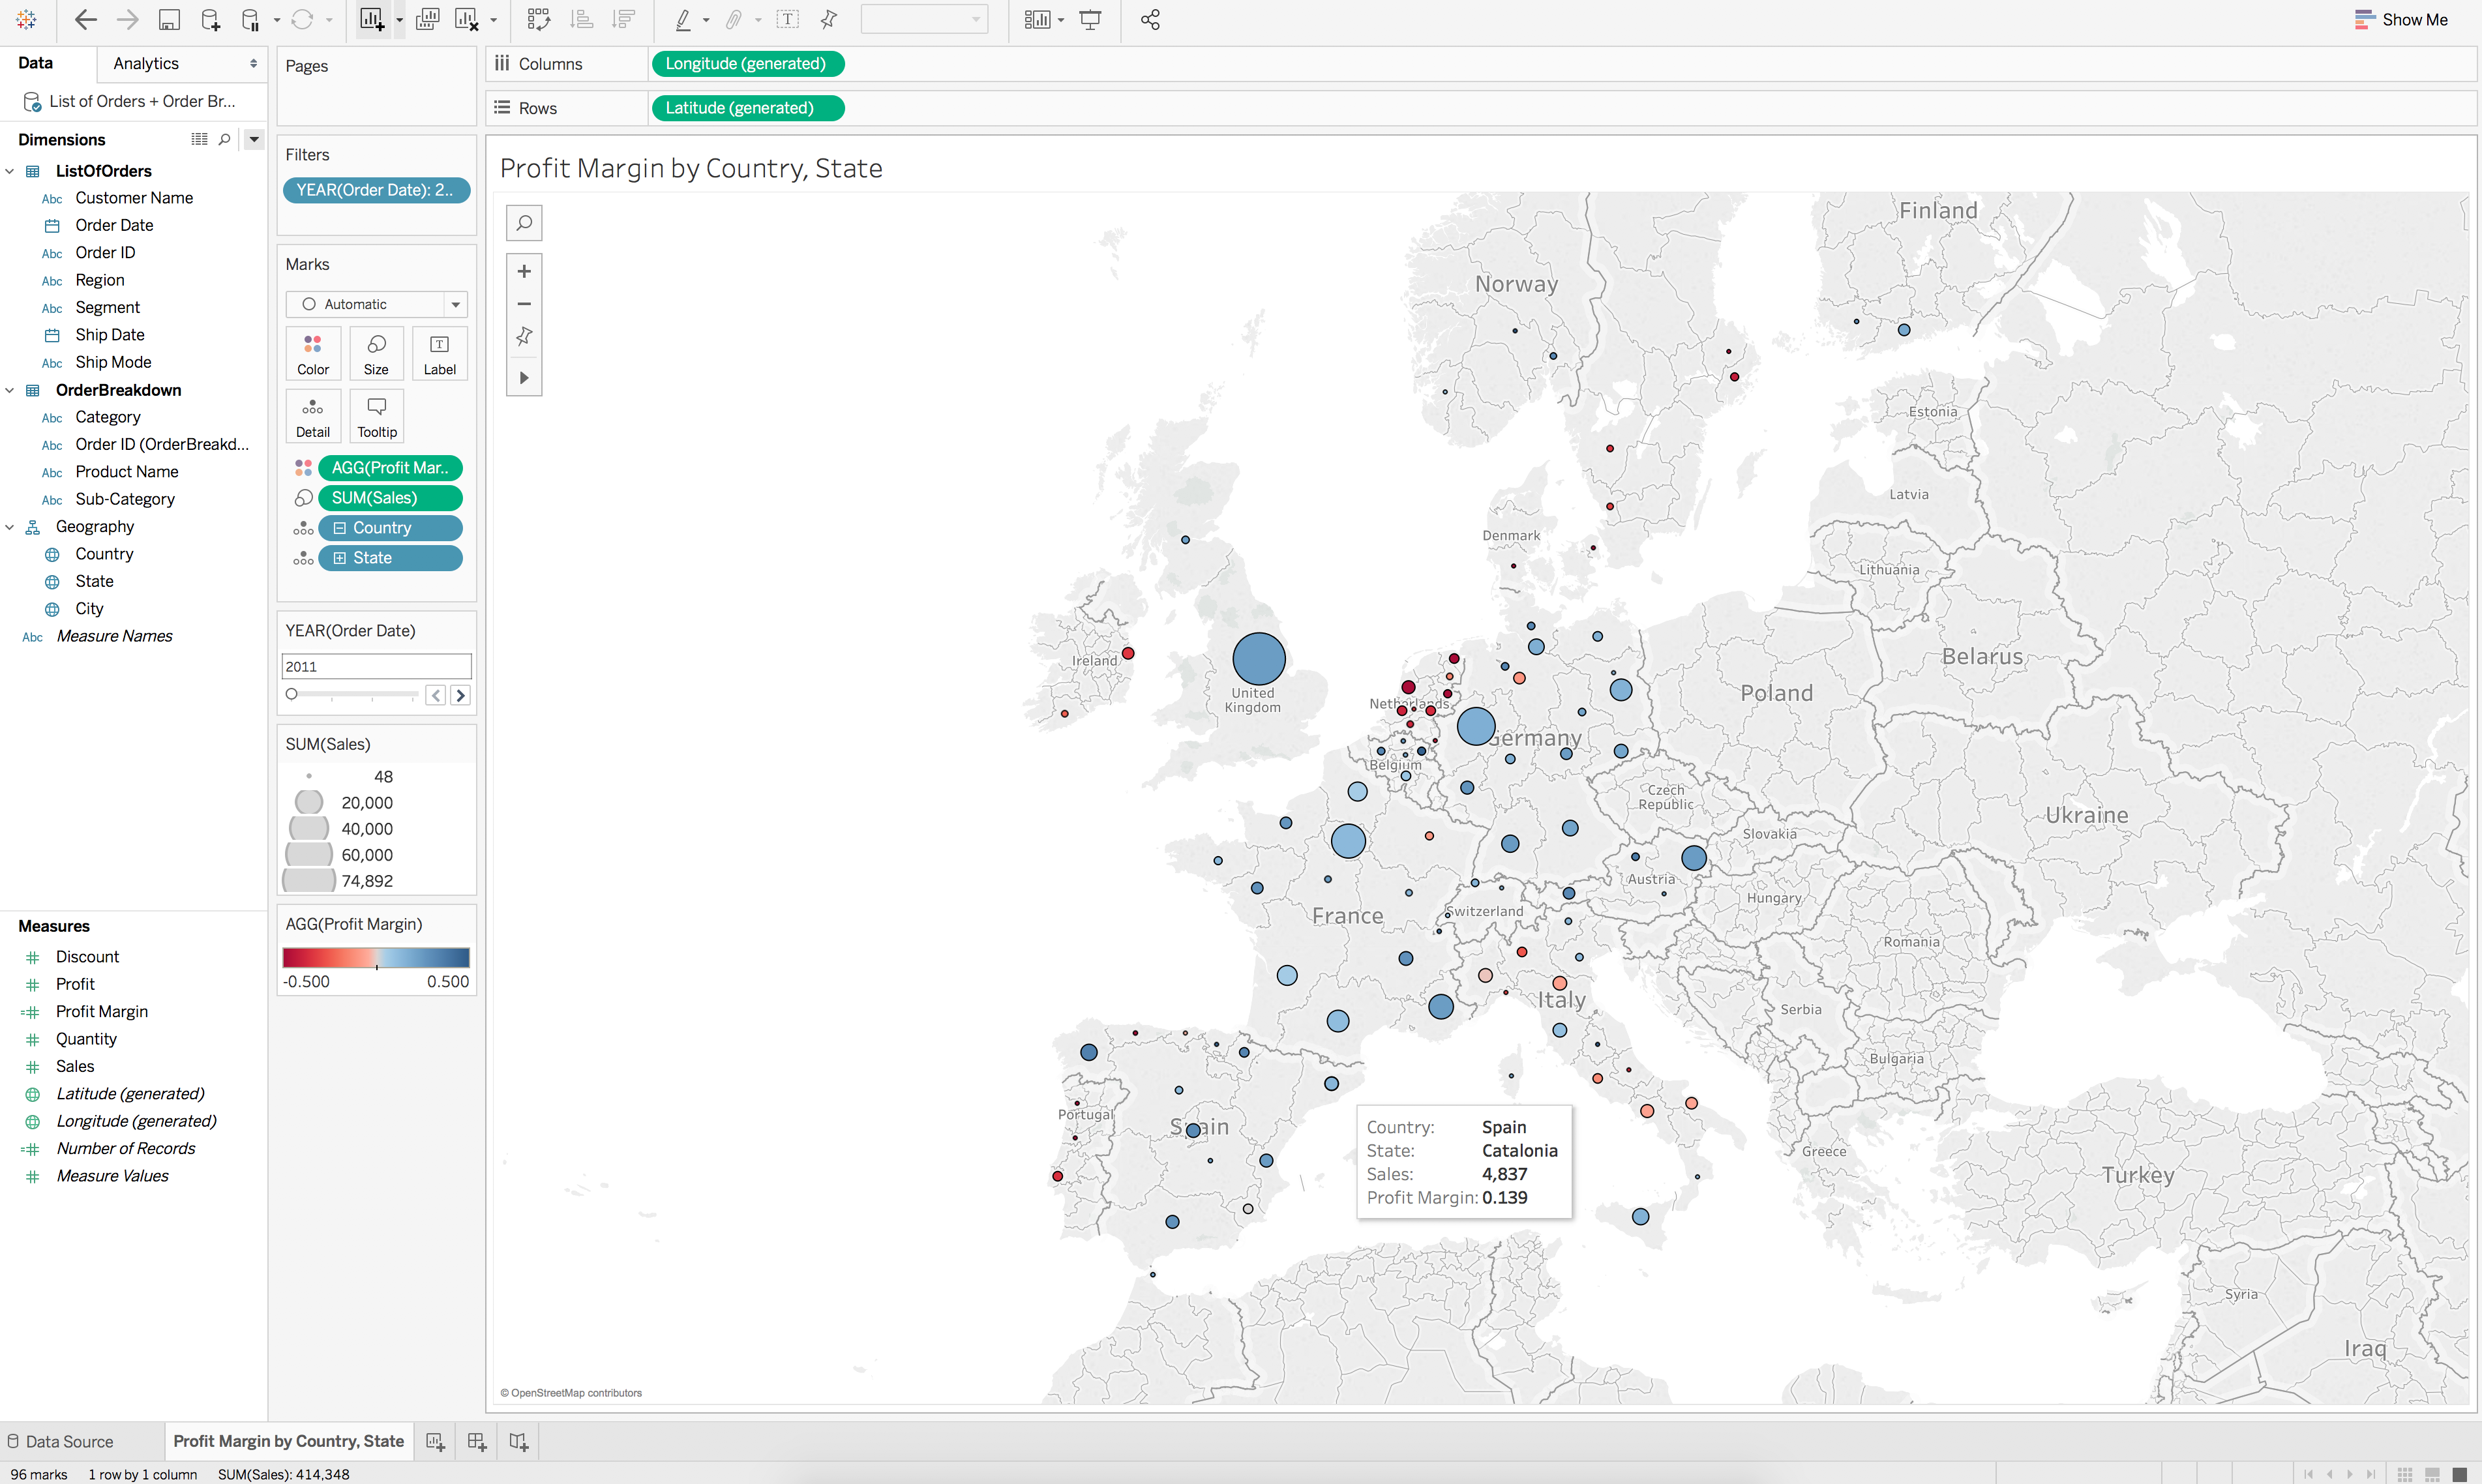 Show Me
Data
Analytics
Pages
Columns
Longitude (generated)
List of Orders + Order Br...
Rows
Latitude (generated)
Dimensions
Filters
YEAR(Order Date): 2..
Profit Margin by Country, State
ListOfOrders
Abc Customer Name
Order Date
Abc Order ID
Abc Region
Abc Segment
Ship Date
Abc Ship Mode
OrderBreakdown
Abc Category
Abc Order ID (OrderBreakd...
Abc Product Name
Abc Sub-Category
Geography
Country
State
City
Abc Measure Names
Marks
Automatic
Color
Size
T
Label
Detail
Tooltip
AGG(Profit Mar..
SUM(Sales)
Country
State
YEAR(Order Date)
2011
SUM(Sales)
48
20,000
40,000
60,000
74,892
AGG(Profit Margin)
-0.500
0.500
Measures
Discount
Profit
Profit Margin
Quantity
Sales
Latitude (generated)
Longitude (generated)
Number of Records
Measure Values
Finland
Norway
Estonia
Latvia
Denmark
Lithuania
Ireland
United
Kingdom
Belarus
Netherlands
Poland
Germany
Belgium
Czech
Republic
Ukraine
Slovakia
Austria
Hungary
Switzerland
France
Romania
Italy
Serbia
Bulgaria
Portugal
Spain
Greece
Turkey
Syria
Iraq
Country: Spain
State: Catalonia
Sales: 4,837
Profit Margin: 0.139
© OpenStreetMap contributors
Data Source
Profit Margin by Country, State
96 marks
1 row by 1 column
SUM(Sales): 414,348